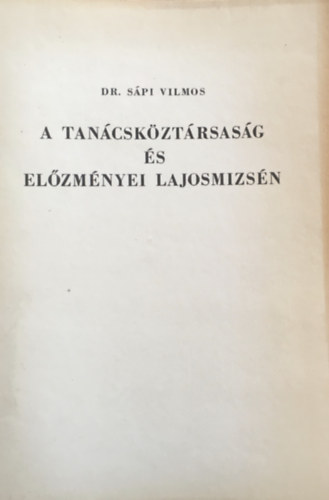 DR. SÁPI VILMOS
A TANÁCSKÖZTÁRSASÁG
ÉS
ELŐZMÉNYEI LAJOSMIZSÉN